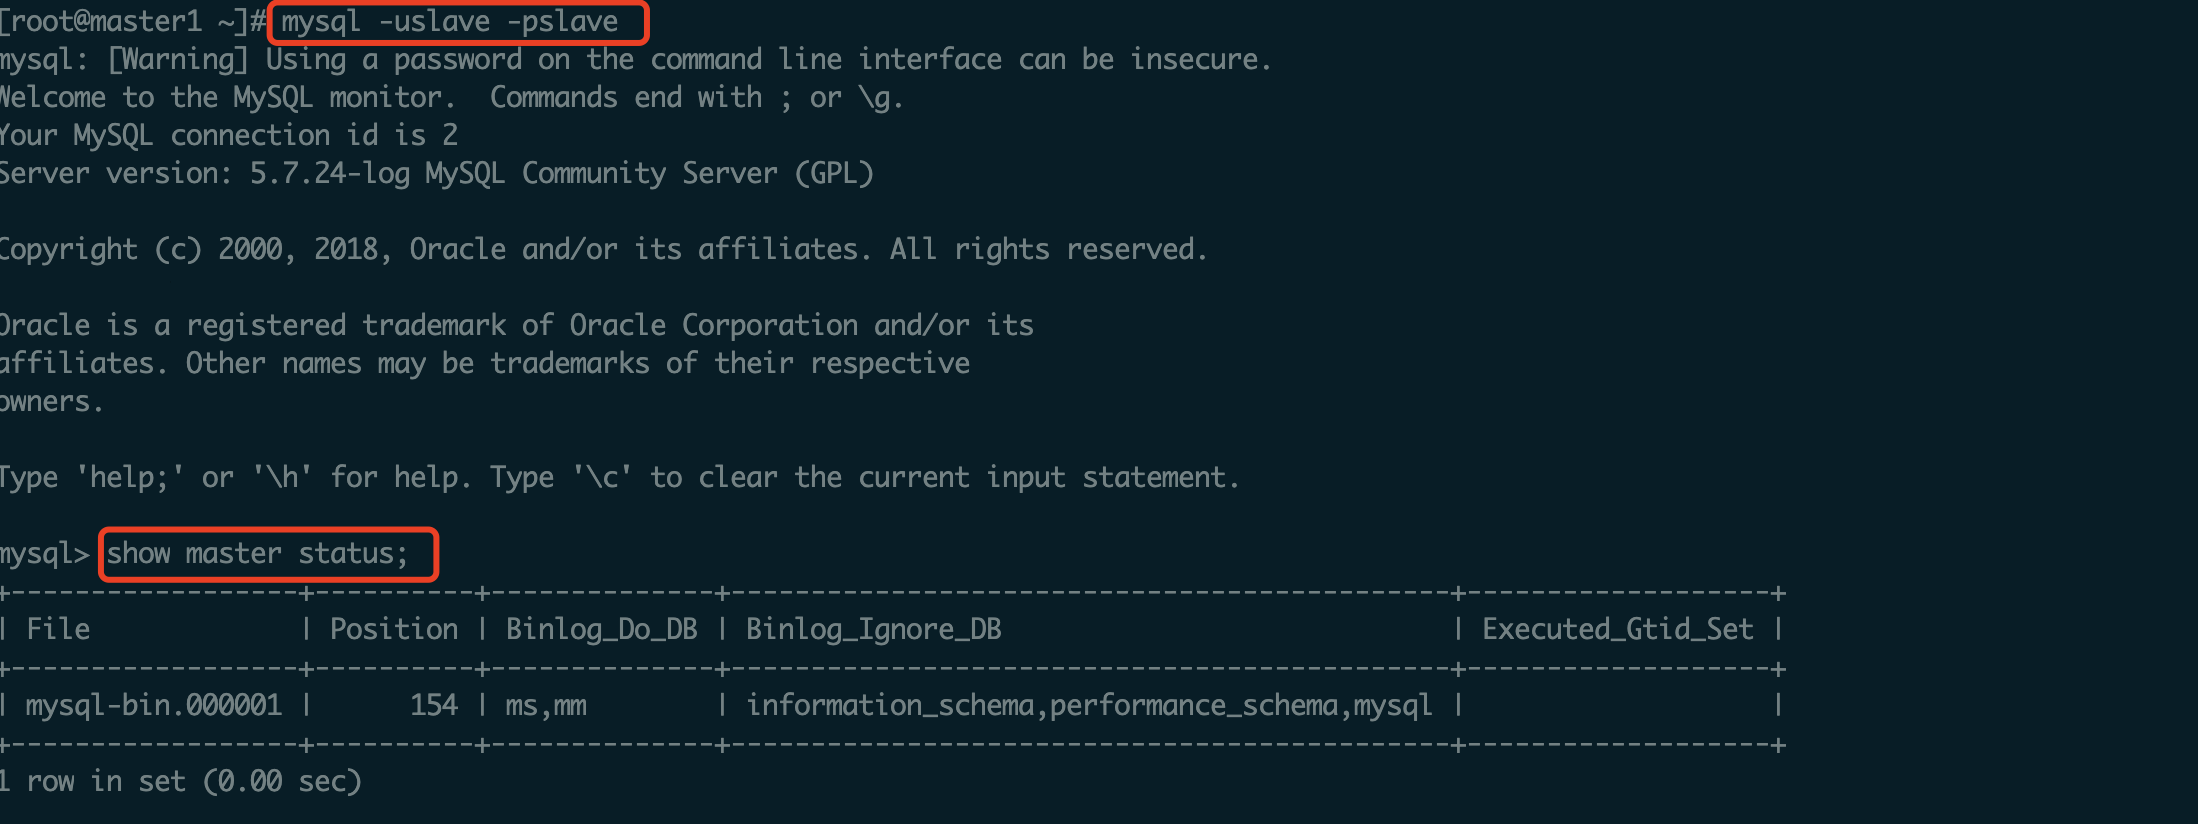 [root@master1 ~]# mysql -uslave -pslave
mysql: [Warning] Using a password on the command line interface can be insecure.
Welcome to the MySQL monitor.  Commands end with ; or \g.
Your MySQL connection id is 2
Server version: 5.7.24-log MySQL Community Server (GPL)
Copyright (c) 2000, 2018, Oracle and/or its affiliates. All rights reserved.
Oracle is a registered trademark of Oracle Corporation and/or its
affiliates. Other names may be trademarks of their respective
owners.
Type 'help;' or '\h' for help. Type '\c' to clear the current input statement.
mysql> show master status;
+------------------+----------+--------------+---------------------------------------------+-------------------+
| File             | Position | Binlog_Do_DB | Binlog_Ignore_DB                            | Executed_Gtid_Set |
+------------------+----------+--------------+---------------------------------------------+-------------------+
| mysql-bin.000001 |      154 | ms,mm        | information_schema,performance_schema,mysql |                   |
+------------------+----------+--------------+---------------------------------------------+-------------------+
1 row in set (0.00 sec)